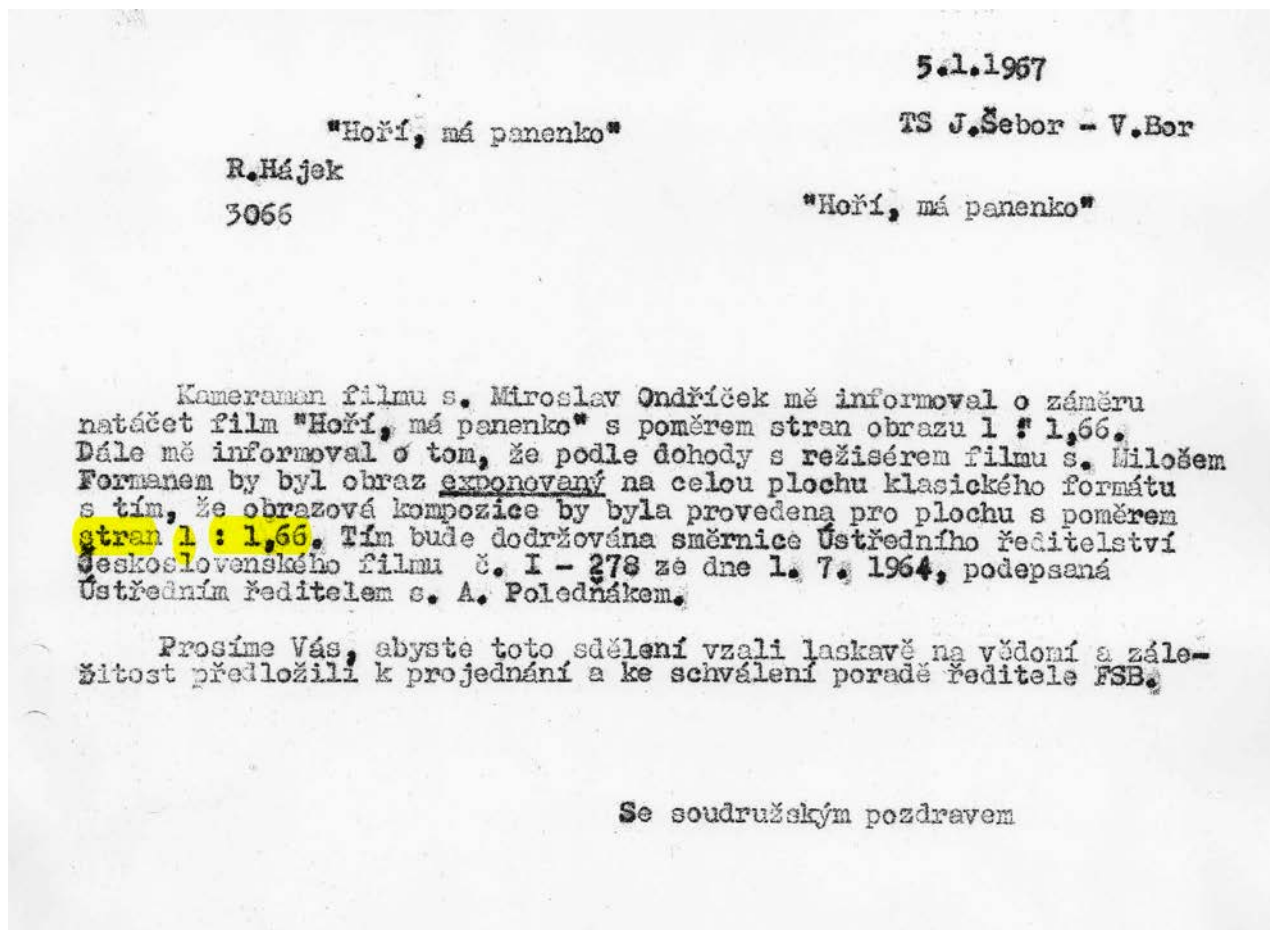 5.1.1967
"Hoří, má panenko"
TS J.Šebor - V.Bor
R.Hájek
3066
"Hoří, má panenko"
Kameraman filmu s. Miroslav Ondříček mě informoval o záměru
natáčet film "Hoří, má panenko" s poměrem stran obrazu 1 : 1,66.
Dále mě informoval o tom, že podle dohody s režisérem filmu s. Milošem
Formanem by byl obraz exponovaný na celou plochu klasického formátu
s tím, že obrazová kompozice by byla provedena pro plochu s poměrem
stran 1 : 1,66. Tím bude dodržována směrnice Ústředního ředitelství
Československého filmu č. I - 278 ze dne 1. 7. 1964, podepsaná
Ústředním ředitelem s. A. Poledňákem.
Prosíme Vás, abyste toto sdělení vzali laskavě na vědomí a zále-
žitost předložili k projednání a ke schválení poradě ředitele FSB.
Se soudružským pozdravem